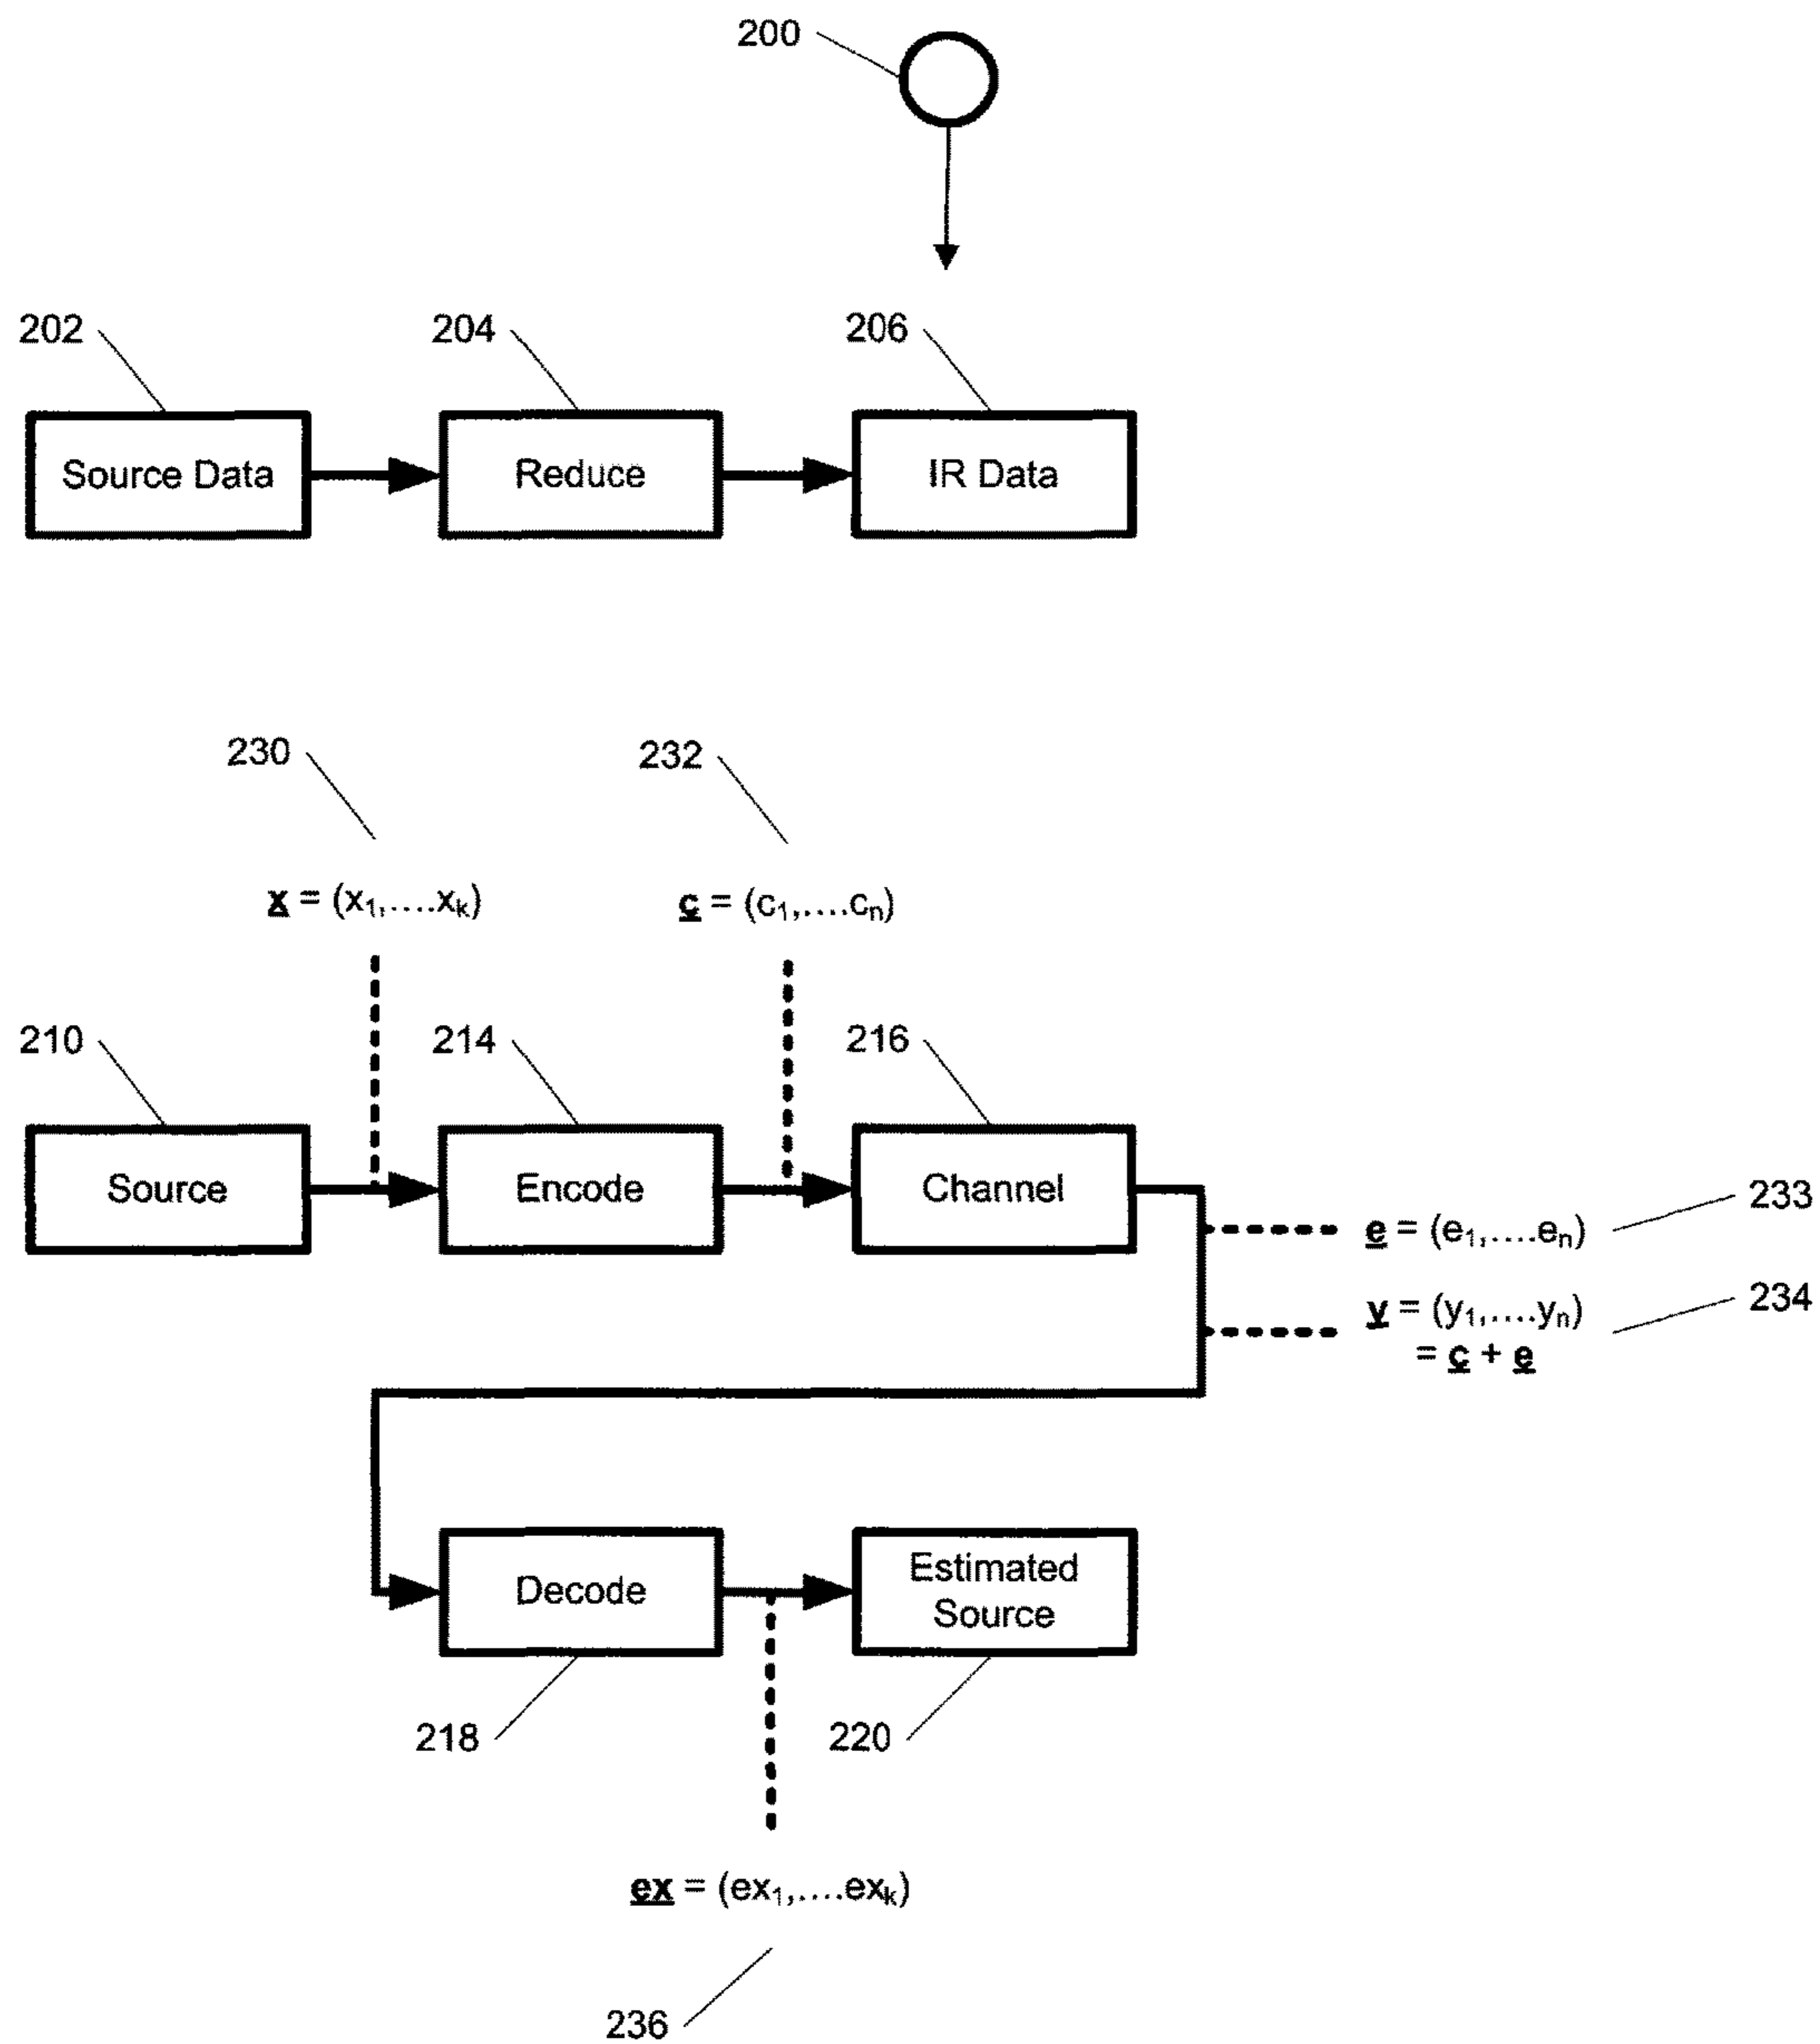 200
202 204 206
Source Data Reduce IR Data
230 232
x = (x₁,....xₖ) c = (c₁,....cₙ)
210 214 216
Source Encode Channel
233
e = (e₁,....eₙ)
234
y = (y₁,....yₙ)
= c + e
Decode Estimated
Source
218 220
ex = (ex₁,....exₖ)
236